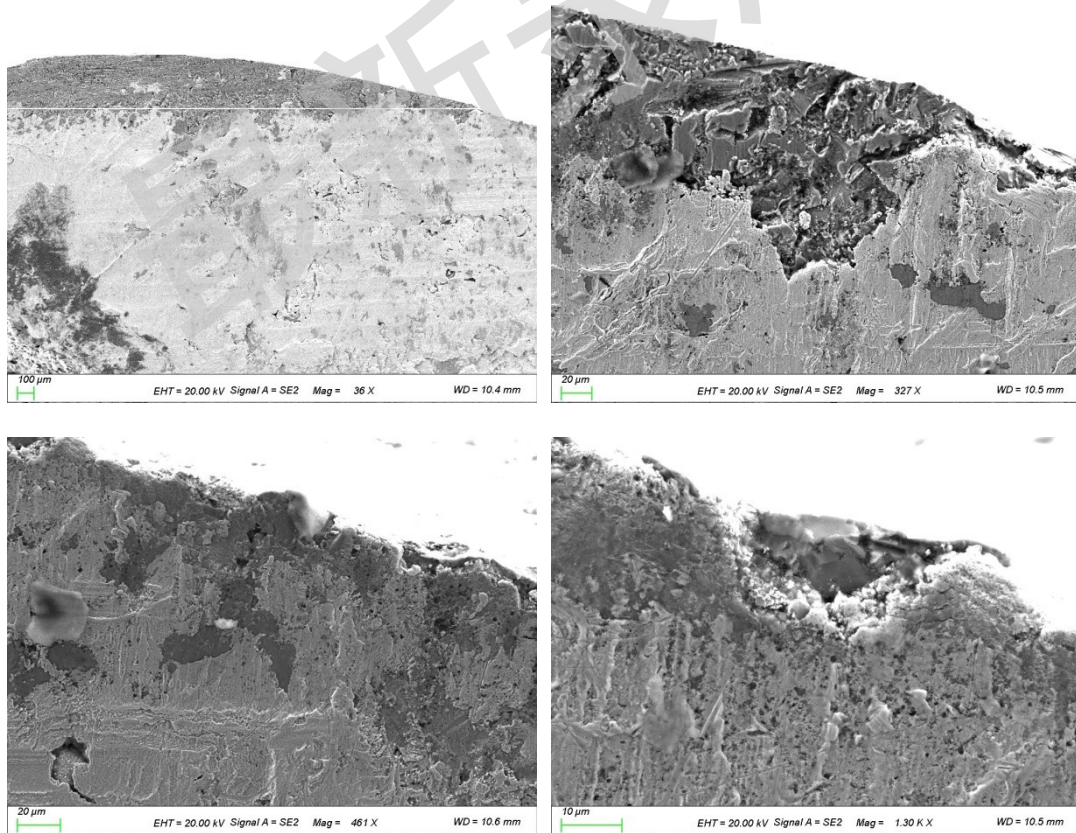 100 µm
EHT = 20.00 kV Signal A = SE2 Mag = 36 X WD = 10.4 mm
20 µm
EHT = 20.00 kV Signal A = SE2 Mag = 327 X WD = 10.5 mm
20 µm
EHT = 20.00 kV Signal A = SE2 Mag = 461 X WD = 10.6 mm
10 µm
EHT = 20.00 kV Signal A = SE2 Mag = 1.30 K X WD = 10.5 mm